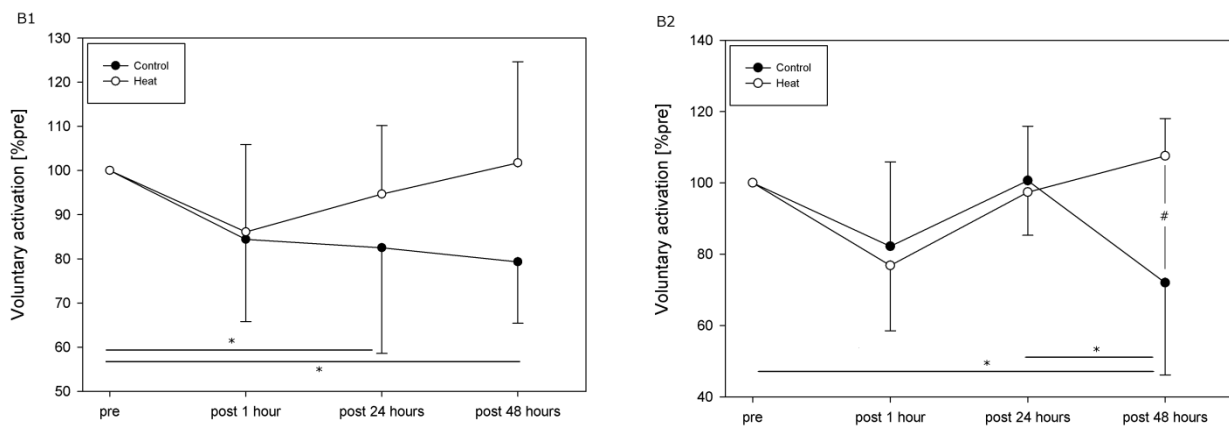 B1
Voluntary activation [%pre]
130
120
110
100
90
80
70
60
50
Control
Heat
*
*
pre
post 1 hour
post 24 hours
post 48 hours
B2
Voluntary activation [%pre]
140
120
100
80
60
40
Control
Heat
#
*
*
pre
post 1 hour
post 24 hours
post 48 hours